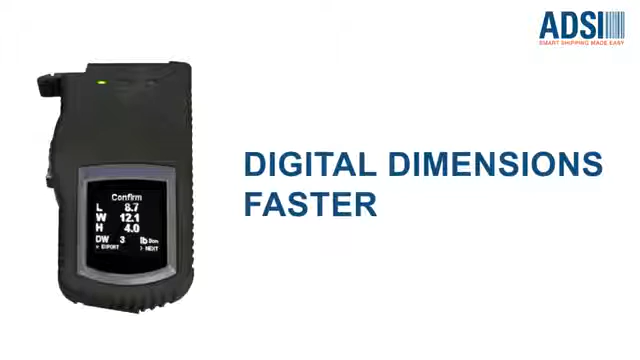 ADSI
SMART SHIPPING MADE EASY
DIGITAL DIMENSIONS
FASTER
Confirm
L 8.7
W 12.1
H 4.0
DW 3 lb Dom
< EXPORT > NEXT